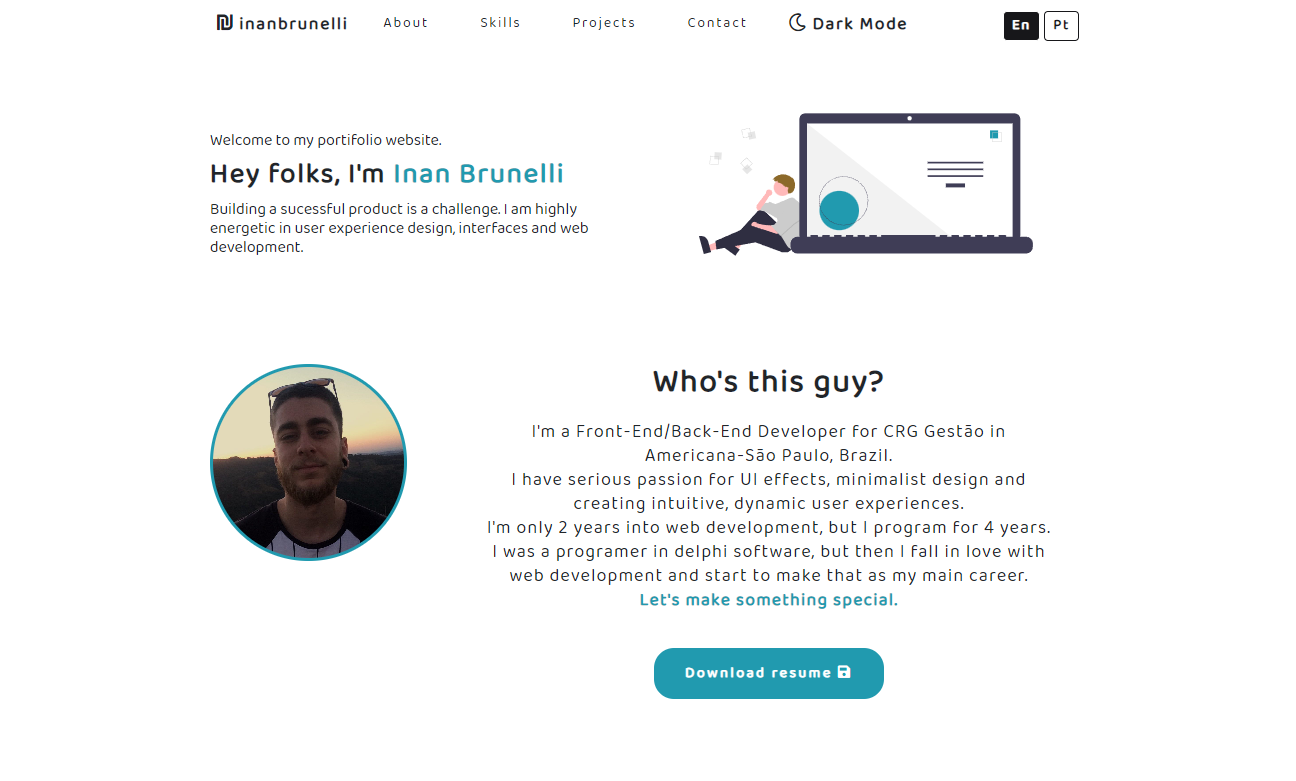 inanbrunelli
About
Skills
Projects
Contact
Dark Mode
En
Pt
Welcome to my portifolio website.
Hey folks, I'm Inan Brunelli
Building a sucessful product is a challenge. I am highly
energetic in user experience design, interfaces and web
development.
Who's this guy?
I'm a Front-End/Back-End Developer for CRG Gestão in
Americana-São Paulo, Brazil.
I have serious passion for UI effects, minimalist design and
creating intuitive, dynamic user experiences.
I'm only 2 years into web development, but I program for 4 years.
I was a programer in delphi software, but then I fall in love with
web development and start to make that as my main career.
Let's make something special.
Download resume